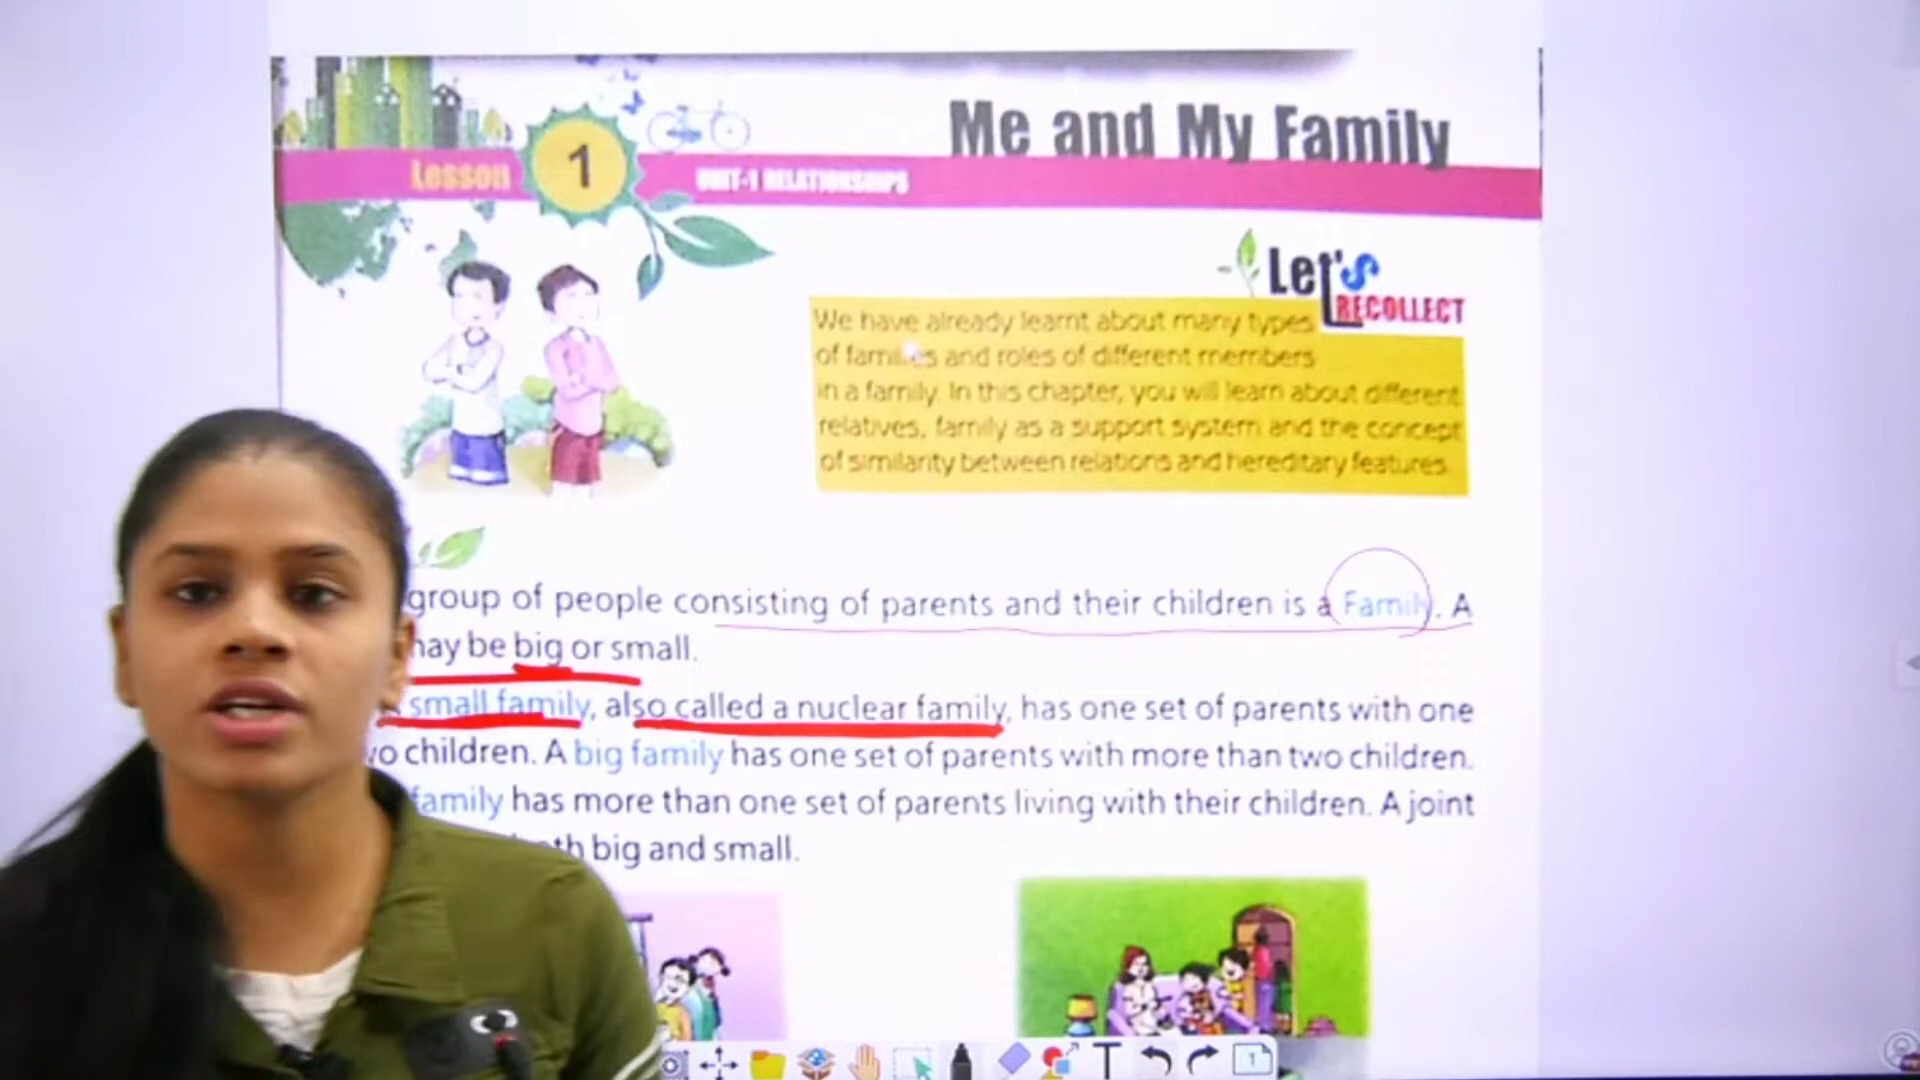 Me and My Family
Lesson 1 UNIT-1 RELATIONSHIPS
Let's
RECOLLECT
We have already learnt about many types
of families and roles of different members
in a family. In this chapter, you will learn about different
relatives, family as a support system and the concept
of similarity between relations and hereditary features.
group of people consisting of parents and their children is a Family. A
may be big or small.
small family, also called a nuclear family, has one set of parents with one
children. A big family has one set of parents with more than two children.
family has more than one set of parents living with their children. A joint
big and small.
T 1